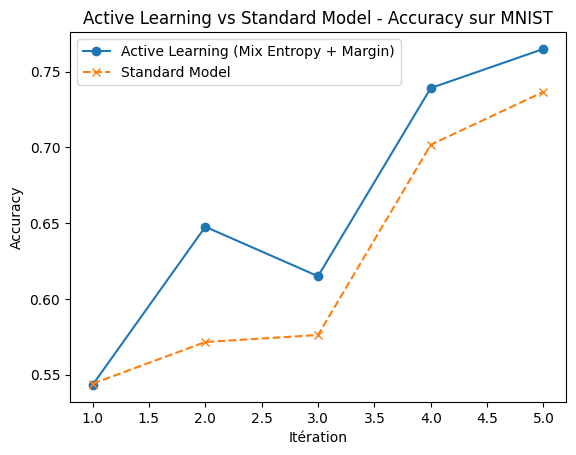 Active Learning vs Standard Model - Accuracy sur MNIST
Active Learning (Mix Entropy + Margin)
Standard Model
Accuracy
0.75
0.70
0.65
0.60
0.55
1.0 1.5 2.0 2.5 3.0 3.5 4.0 4.5 5.0
Itération